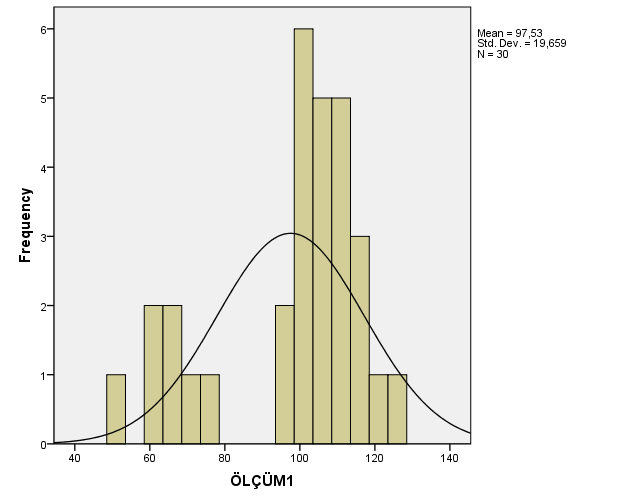 Mean = 97,53
Std. Dev. = 19,659
N = 30
Frequency
6
5
4
3
2
1
0
40 60 80 100 120 140
ÖLÇÜM1